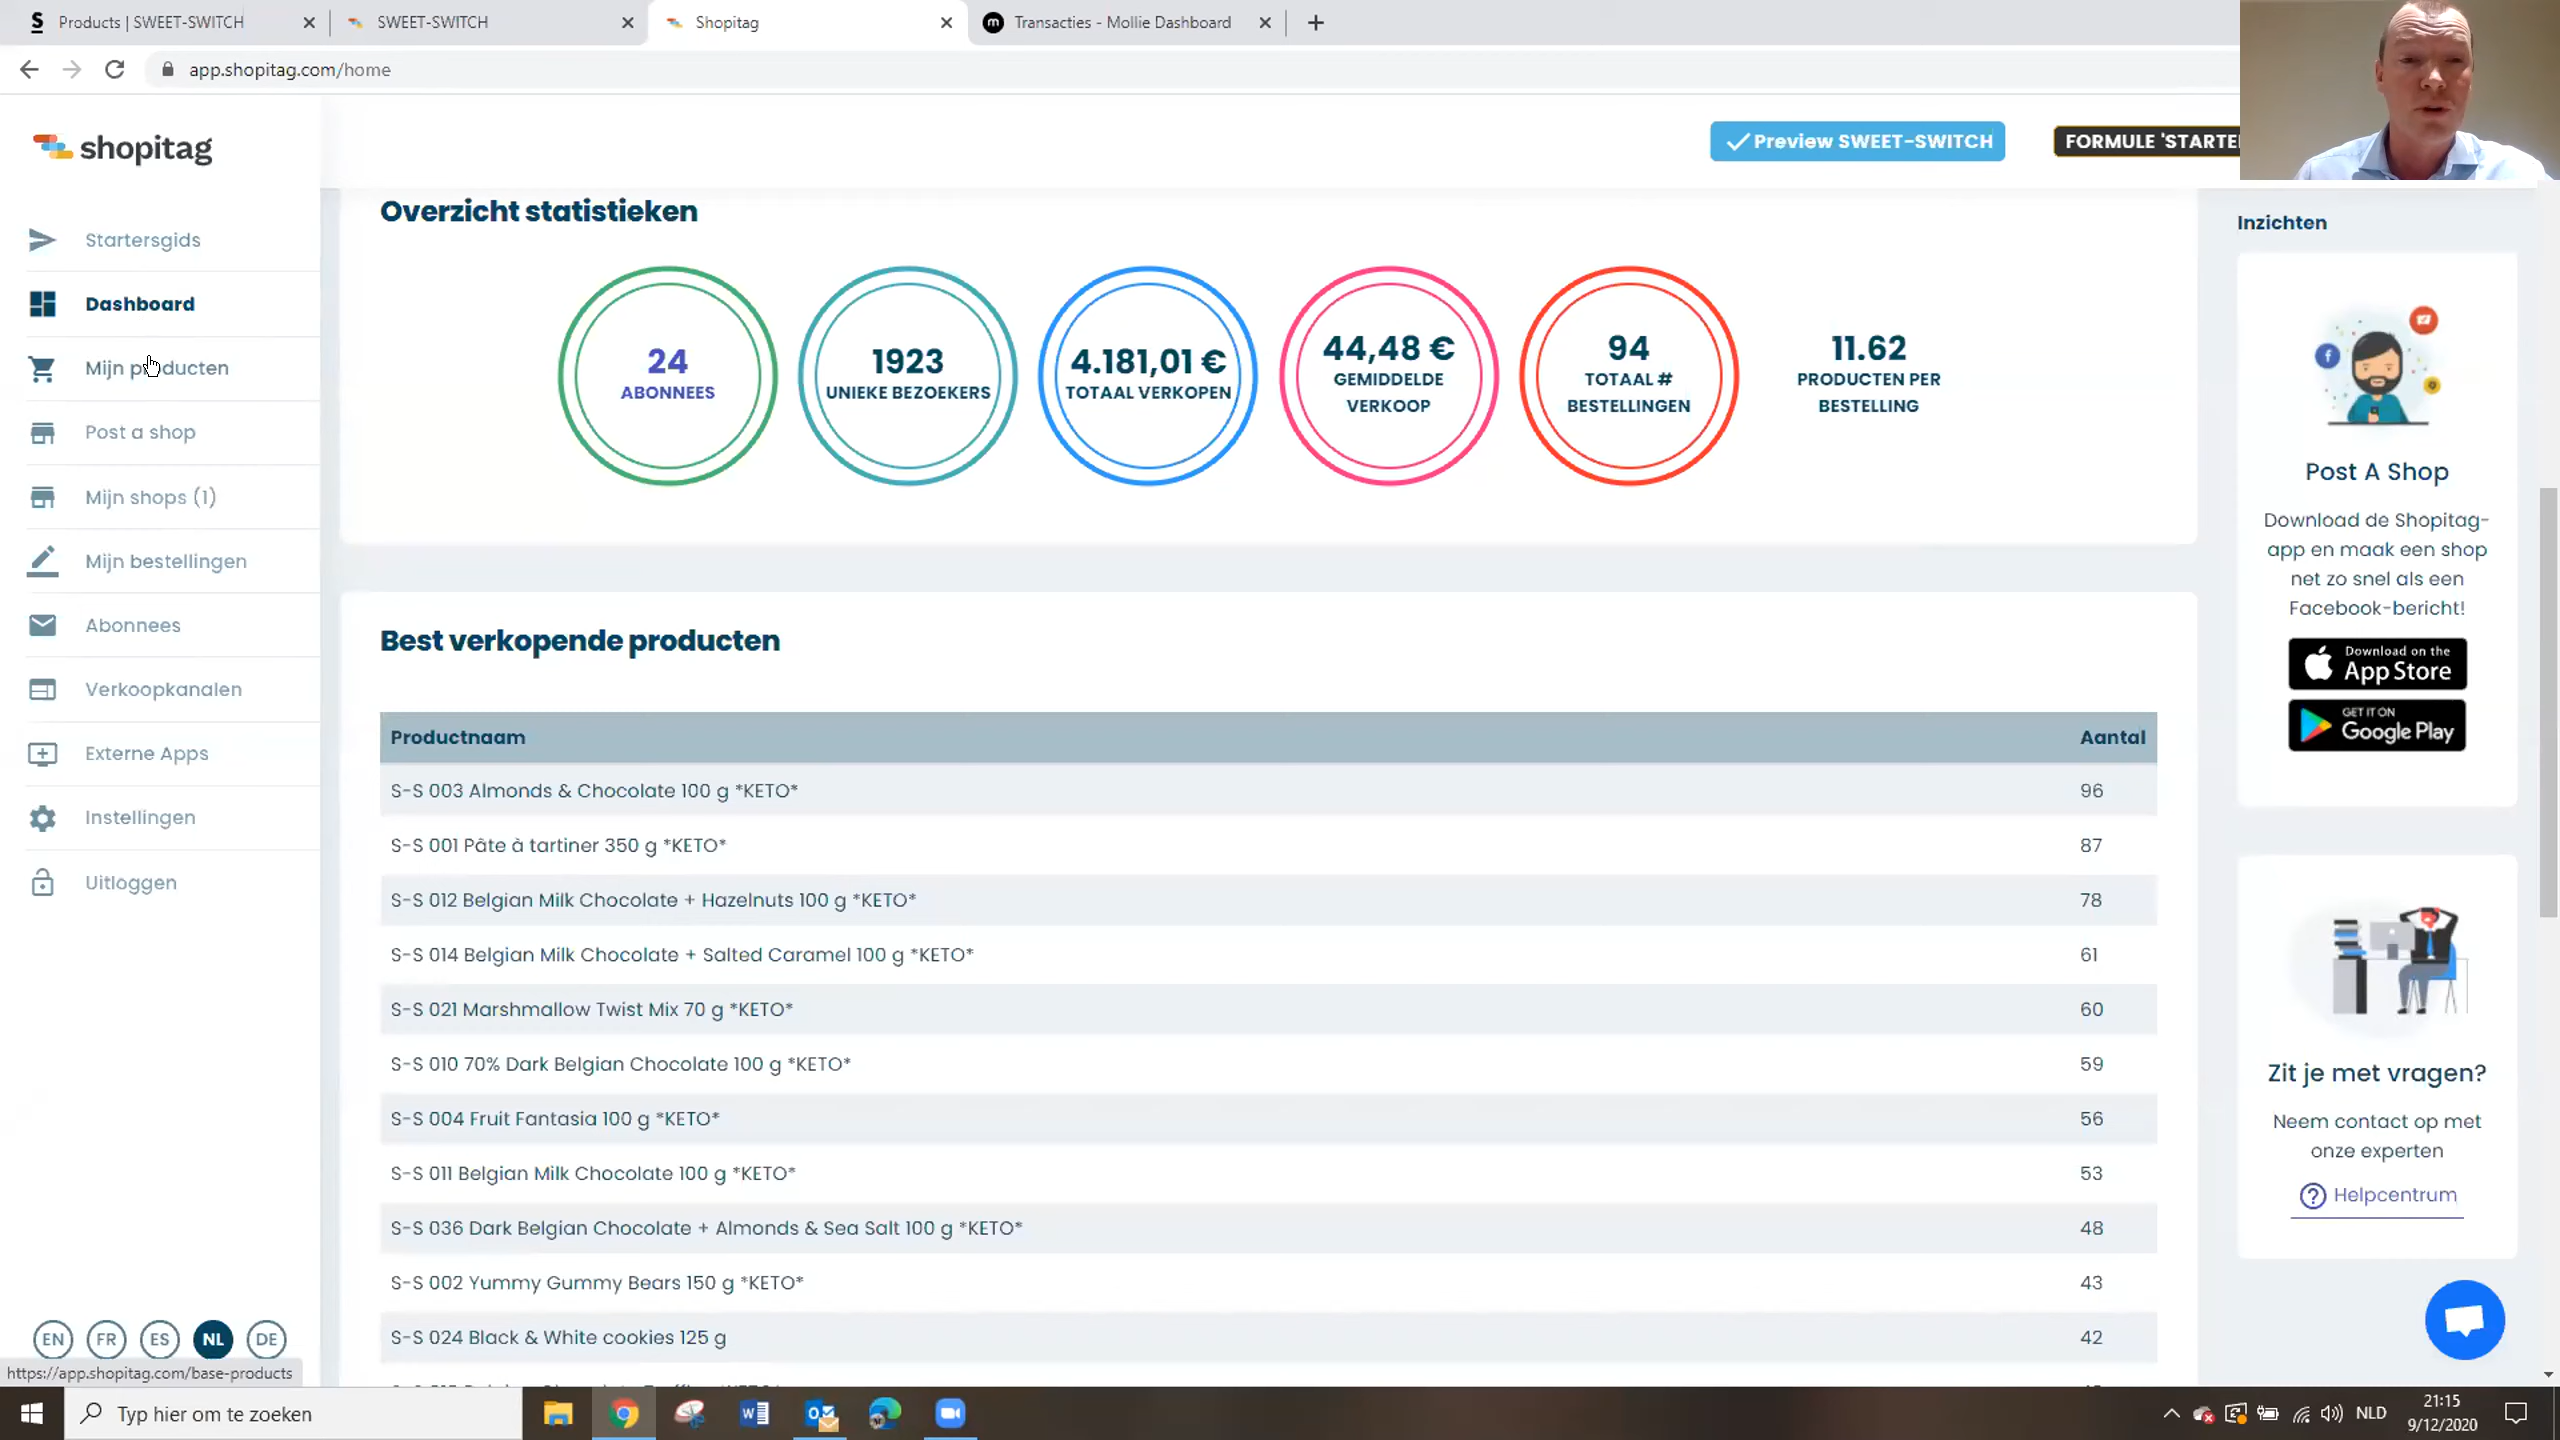 Products | SWEET-SWITCH
SWEET-SWITCH
Shopitag
Transacties - Mollie Dashboard
app.shopitag.com/home
shopitag
Preview SWEET-SWITCH
FORMULE 'STARTE
Startersgids
Dashboard
Mijn producten
Post a shop
Mijn shops (1)
Mijn bestellingen
Abonnees
Verkoopkanalen
Externe Apps
Instellingen
Uitloggen
EN FR ES NL DE
https://app.shopitag.com/base-products
Overzicht statistieken
24
ABONNEES
1923
UNIEKE BEZOEKERS
4.181,01 €
TOTAAL VERKOPEN
44,48 €
GEMIDDELDE
VERKOOP
94
TOTAAL #
BESTELLINGEN
11.62
PRODUCTEN PER
BESTELLING
Best verkopende producten
Productnaam Aantal
S-S 003 Almonds & Chocolate 100 g *KETO* 96
S-S 001 Pâte à tartiner 350 g *KETO* 87
S-S 012 Belgian Milk Chocolate + Hazelnuts 100 g *KETO* 78
S-S 014 Belgian Milk Chocolate + Salted Caramel 100 g *KETO* 61
S-S 021 Marshmallow Twist Mix 70 g *KETO* 60
S-S 010 70% Dark Belgian Chocolate 100 g *KETO* 59
S-S 004 Fruit Fantasia 100 g *KETO* 56
S-S 011 Belgian Milk Chocolate 100 g *KETO* 53
S-S 036 Dark Belgian Chocolate + Almonds & Sea Salt 100 g *KETO* 48
S-S 002 Yummy Gummy Bears 150 g *KETO* 43
S-S 024 Black & White cookies 125 g 42
Inzichten
Post A Shop
Download de Shopitag-
app en maak een shop
net zo snel als een
Facebook-bericht!
Download on the
App Store
GET IT ON
Google Play
Zit je met vragen?
Neem contact op met
onze experten
Helpcentrum
Typ hier om te zoeken
NLD
21:15
9/12/2020